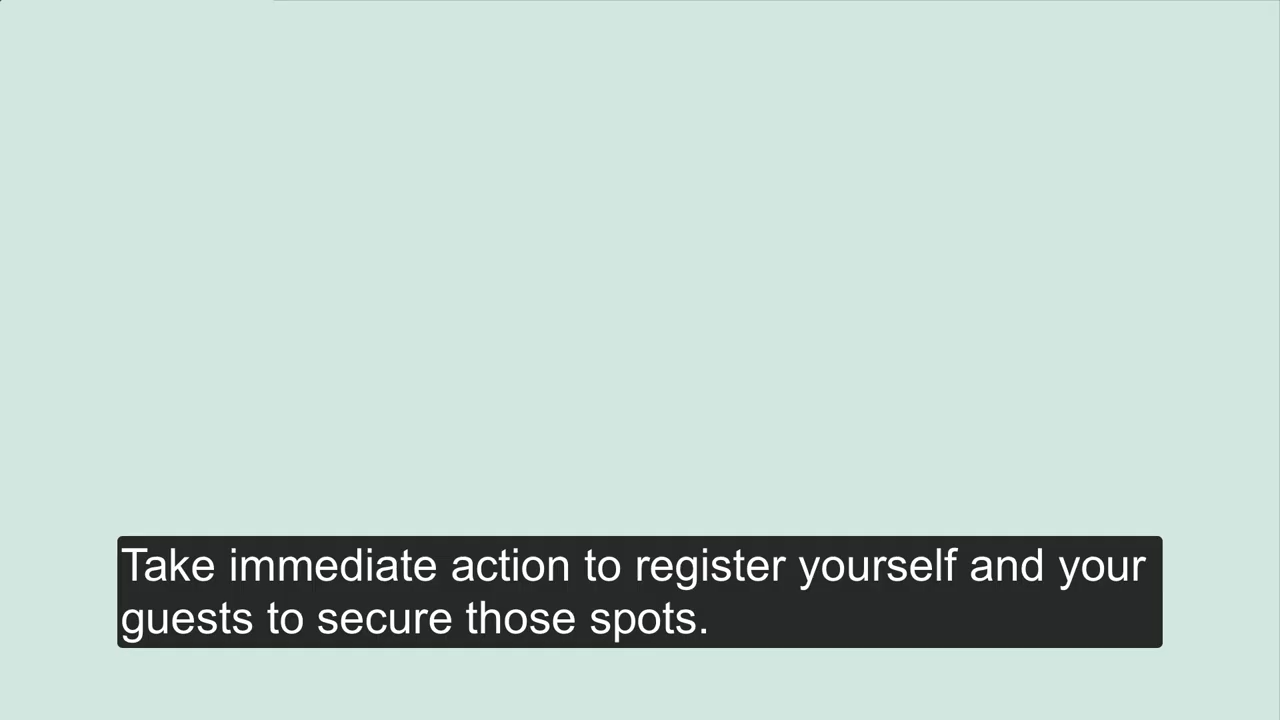 Take immediate action to register yourself and your
guests to secure those spots.